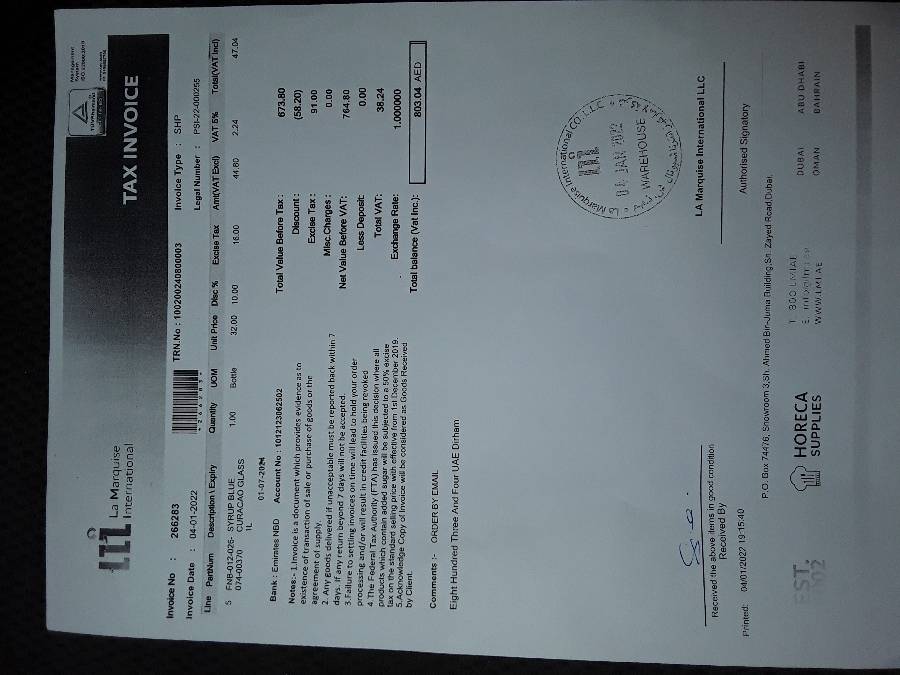 La Marquise
International
Management
System
ISO 22000:2018
TÜVRheinland
CERTIFIED
TAX INVOICE
Invoice No : 266283
TRN.No : 100200240800003
Invoice Type : SHP
Invoice Date : 04-01-2022
*266283*
Legal Number : PSI-22-000255
Line PartNum Description \ Expiry Quantity UOM Unit Price Disc % Excise Tax Amt(VAT Excl) VAT 5% Total(VAT Incl)
5 FNB-012-026- SYRUP BLUE 1.00 Bottle 32.00 10.00 16.00 44.80 2.24 47.04
074-00370 CURACAO GLASS
1L
01-07-2024
Bank : Emirates NBD Account No : 1012123062502
Notes:- 1.Invoice is a document which provides evidence as to
existence of transaction of sale or purchase of goods or the
agreement of supply.
2. Any goods delivered if unacceptable must be reported back within 7
days. If any return beyond 7 days will not be accepted.
3.Failure to settling invoices on time will lead to hold your order
processing and/or will result in credit facilities being revoked
4. The Federal Tax Authority (FTA) has issued this decision where all
products which contain added sugar will be subjected to a 50% excise
tax on the standard selling price with effective from 1st December 2019.
5.Acknowledge Copy of Invoice will be considered as Goods Received
by Client.
Total Value Before Tax : 673.80
Discount : (58.20)
Excise Tax : 91.00
Misc Charges : 0.00
Net Value Before VAT: 764.80
Less Deposit: 0.00
Total VAT: 38.24
Exchange Rate: 1.000000
Total balance (Vat Inc.): 803.04 AED
Comments :- ORDER BY EMAIL
Eight Hundred Three And Four UAE Dirham
La Marquise International CO. L.L.C
04 JAN 2022
WAREHOUSE
LA Marquise International LLC
Received the above items in good condition
Received By
Authorised Signatory
Printed: 04/01/2022 19:15:40
P.O. Box 74476, Showroom 3,Sh. Ahmed Bin-Juma Building,Sh. Zayed Road,Dubai.
EST.
HORECA
SUPPLIES
T. 800 LMI AE
E. info@lmi.ae
WWW.LMI.AE
DUBAI ABU DHABI
OMAN BAHRAIN